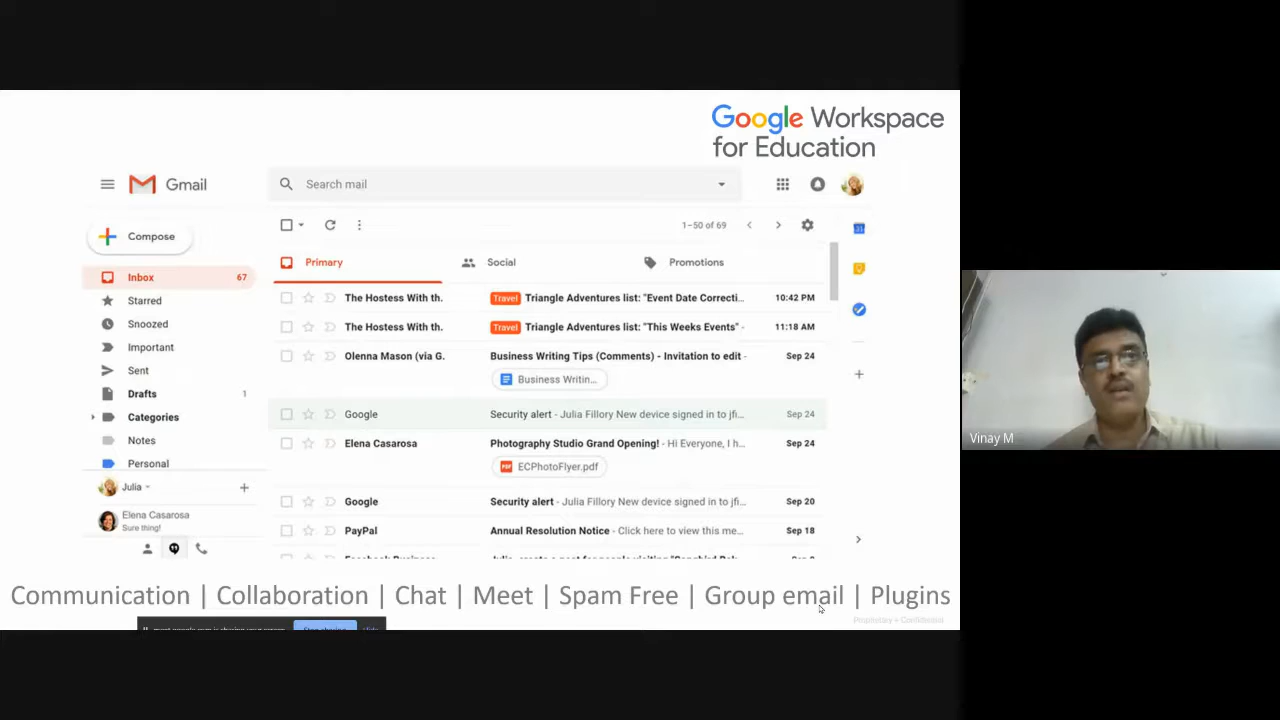 Google Workspace
for Education
Gmail
Search mail
Compose
1–50 of 69
Inbox 67
Starred
Snoozed
Important
Sent
Drafts 1
Categories
Notes
Personal
Julia
Elena Casarosa
Sure thing!
Primary Social Promotions
The Hostess With th. Travel Triangle Adventures list: "Event Date Correcti... 10:42 PM
The Hostess With th. Travel Triangle Adventures list: "This Weeks Events" - 11:18 AM
Olenna Mason (via G. Business Writing Tips (Comments) - Invitation to edit - Sep 24
Business Writin...
Google Security alert - Julia Fillory New device signed in to jfi... Sep 24
Elena Casarosa Photography Studio Grand Opening! - Hi Everyone, I h... Sep 24
PDF ECPhotoFlyer.pdf
Google Security alert - Julia Fillory New device signed in to jfi... Sep 20
PayPal Annual Resolution Notice - Click here to view this me... Sep 18
Communication | Collaboration | Chat | Meet | Spam Free | Group email | Plugins
Proprietary + Confidential
Vinay M